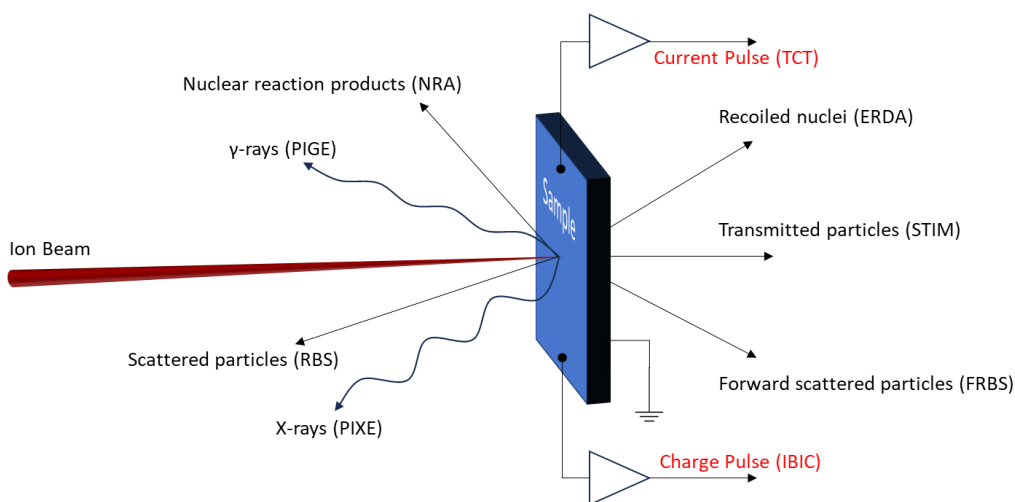 Current Pulse (TCT)
Nuclear reaction products (NRA)
Recoiled nuclei (ERDA)
γ-rays (PIGE)
Sample
Transmitted particles (STIM)
Ion Beam
Scattered particles (RBS)
Forward scattered particles (FRBS)
X-rays (PIXE)
Charge Pulse (IBIC)